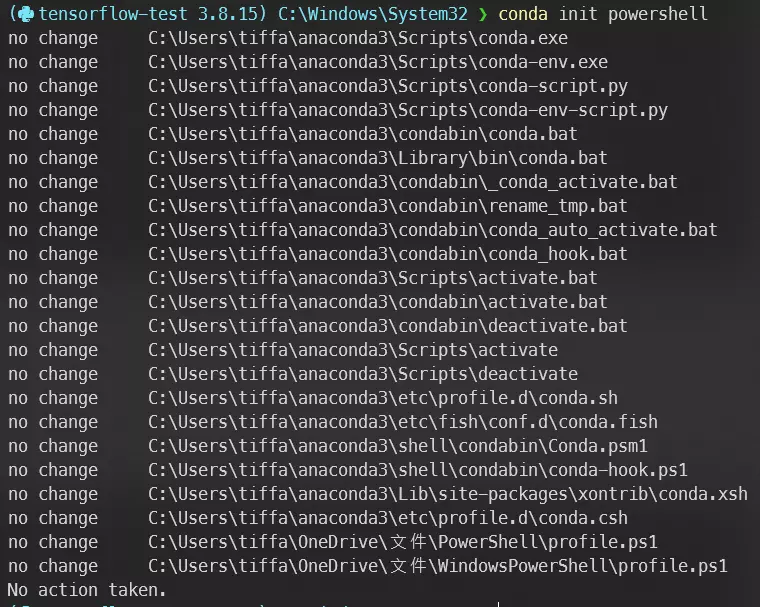 (tensorflow-test 3.8.15) C:\Windows\System32 ❯ conda init powershell
no change     C:\Users\tiffa\anaconda3\Scripts\conda.exe
no change     C:\Users\tiffa\anaconda3\Scripts\conda-env.exe
no change     C:\Users\tiffa\anaconda3\Scripts\conda-script.py
no change     C:\Users\tiffa\anaconda3\Scripts\conda-env-script.py
no change     C:\Users\tiffa\anaconda3\condabin\conda.bat
no change     C:\Users\tiffa\anaconda3\Library\bin\conda.bat
no change     C:\Users\tiffa\anaconda3\condabin\_conda_activate.bat
no change     C:\Users\tiffa\anaconda3\condabin\rename_tmp.bat
no change     C:\Users\tiffa\anaconda3\condabin\conda_auto_activate.bat
no change     C:\Users\tiffa\anaconda3\condabin\conda_hook.bat
no change     C:\Users\tiffa\anaconda3\Scripts\activate.bat
no change     C:\Users\tiffa\anaconda3\condabin\activate.bat
no change     C:\Users\tiffa\anaconda3\condabin\deactivate.bat
no change     C:\Users\tiffa\anaconda3\Scripts\activate
no change     C:\Users\tiffa\anaconda3\Scripts\deactivate
no change     C:\Users\tiffa\anaconda3\etc\profile.d\conda.sh
no change     C:\Users\tiffa\anaconda3\etc\fish\conf.d\conda.fish
no change     C:\Users\tiffa\anaconda3\shell\condabin\Conda.psm1
no change     C:\Users\tiffa\anaconda3\shell\condabin\conda-hook.ps1
no change     C:\Users\tiffa\anaconda3\Lib\site-packages\xontrib\conda.xsh
no change     C:\Users\tiffa\anaconda3\etc\profile.d\conda.csh
no change     C:\Users\tiffa\OneDrive\文件\PowerShell\profile.ps1
no change     C:\Users\tiffa\OneDrive\文件\WindowsPowerShell\profile.ps1
No action taken.